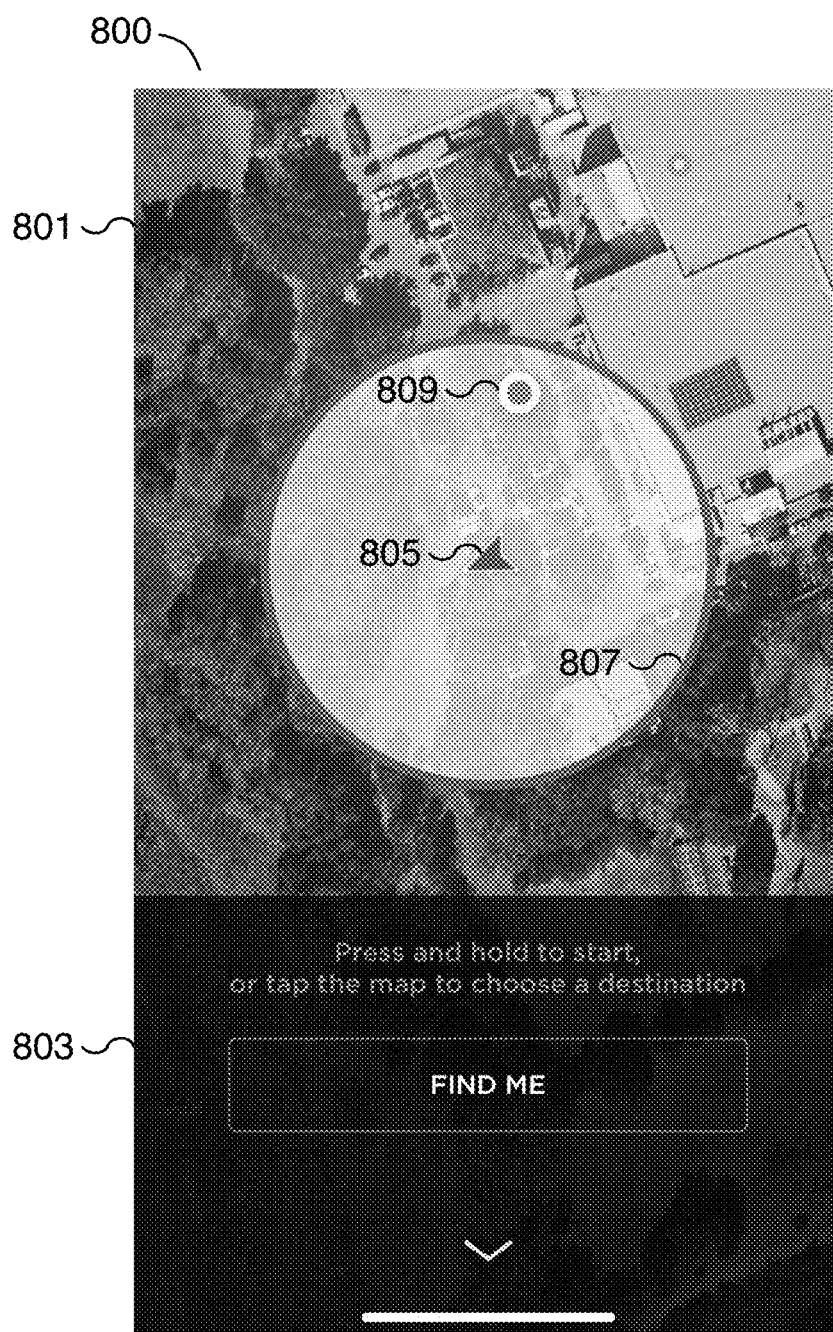 800
801
809
805
807
Press and hold to start,
or tap the map to choose a destination
803
FIND ME